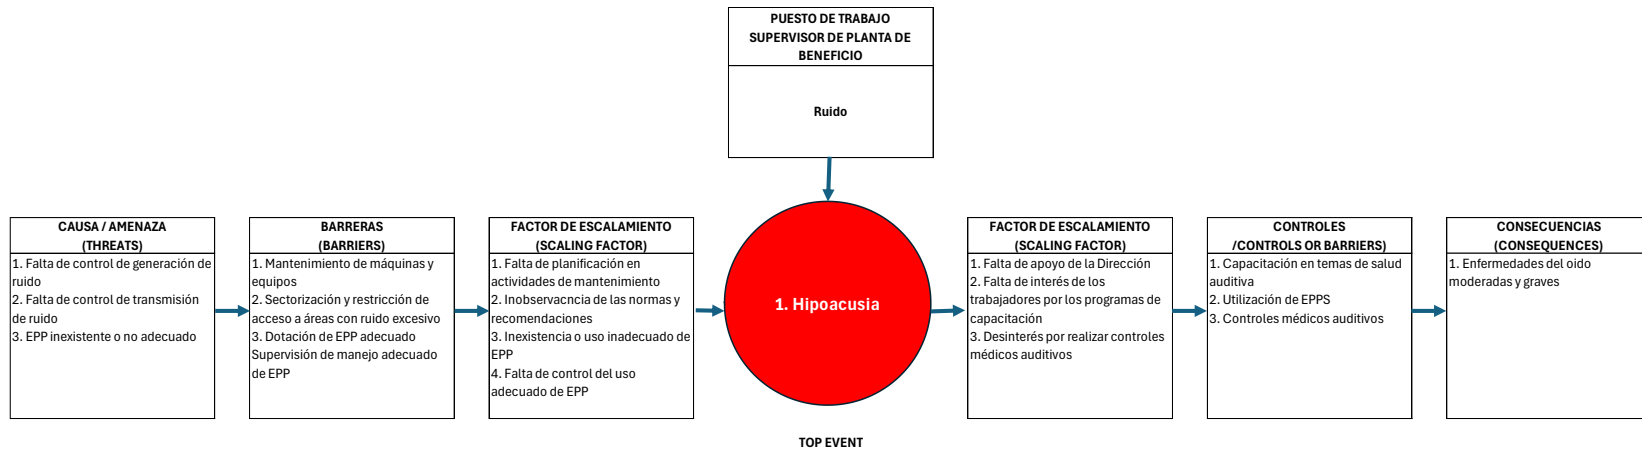 PUESTO DE TRABAJO
SUPERVISOR DE PLANTA DE
BENEFICIO
Ruido
CAUSA / AMENAZA
(THREATS)
1. Falta de control de generación de
ruido
2. Falta de control de transmisión
de ruido
3. EPP inexistente o no adecuado
BARRERAS
(BARRIERS)
1. Mantenimiento de máquinas y
equipos
2. Sectorización y restricción de
acceso a áreas con ruido excesivo
3. Dotación de EPP adecuado
Supervisión de manejo adecuado
de EPP
FACTOR DE ESCALAMIENTO
(SCALING FACTOR)
1. Falta de planificación en
actividades de mantenimiento
2. Inobservacncia de las normas y
recomendaciones
3. Inexistencia o uso inadecuado de
EPP
4. Falta de control del uso
adecuado de EPP
1. Hipoacusia
TOP EVENT
FACTOR DE ESCALAMIENTO
(SCALING FACTOR)
1. Falta de apoyo de la Dirección
2. Falta de interés de los
trabajadores por los programas de
capacitación
3. Desinterés por realizar controles
médicos auditivos
CONTROLES
/CONTROLS OR BARRIERS)
1. Capacitación en temas de salud
auditiva
2. Utilización de EPPS
3. Controles médicos auditivos
CONSECUENCIAS
(CONSEQUENCES)
1. Enfermedades del oido
moderadas y graves